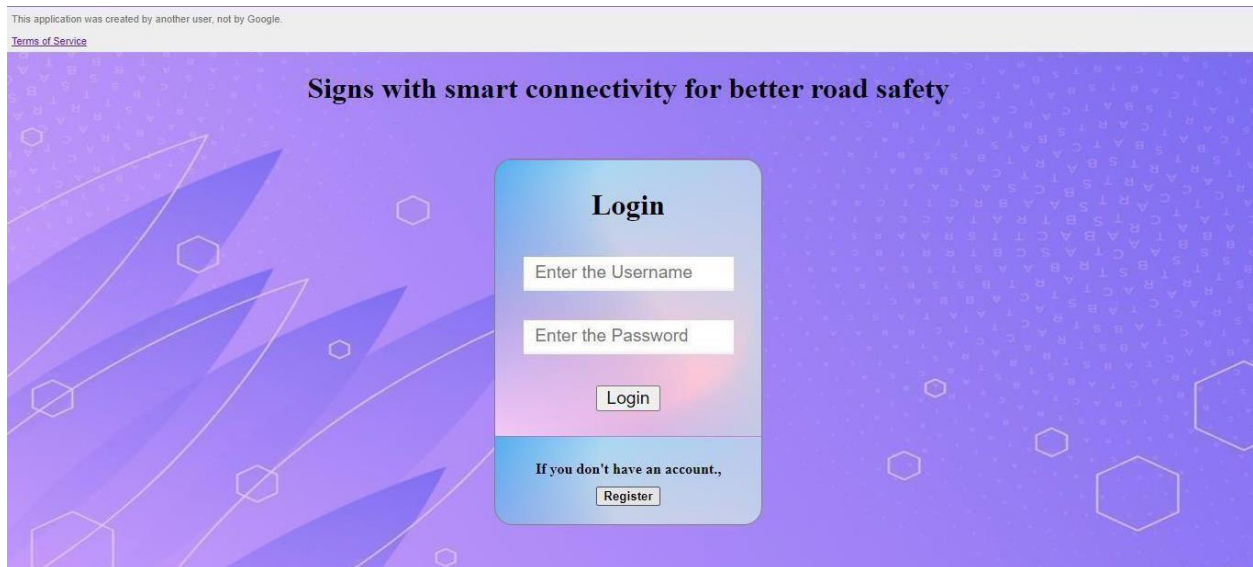 This application was created by another user, not by Google.
Terms of Service
Signs with smart connectivity for better road safety
Login
Enter the Username
Enter the Password
Login
If you don't have an account.,
Register